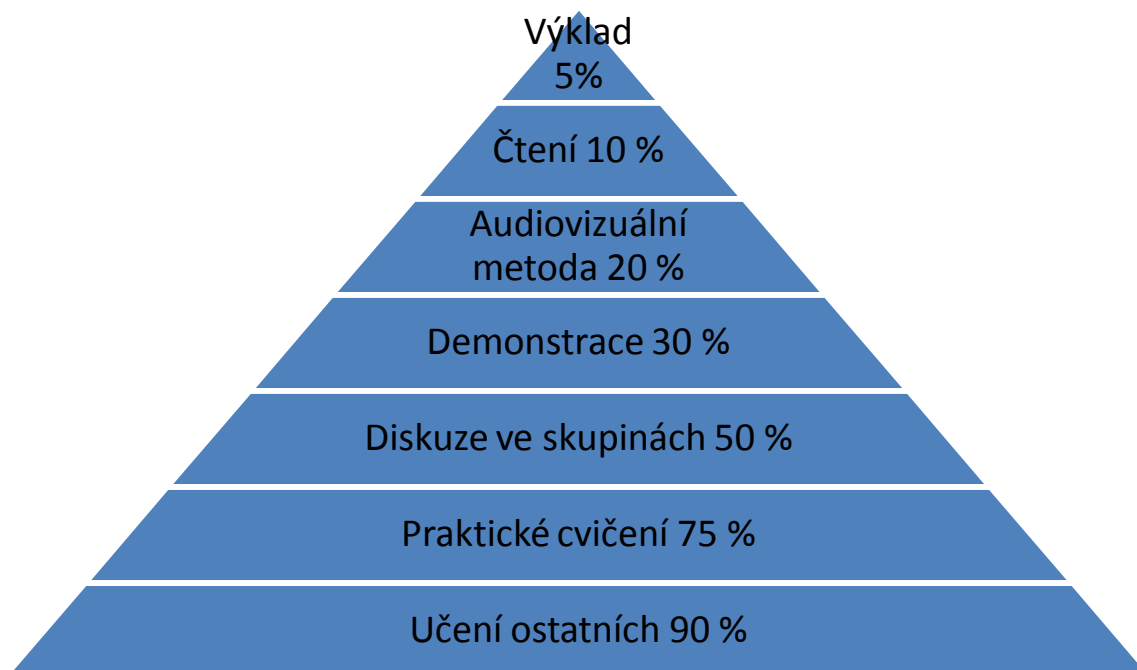 Výklad
5%
Čtení 10 %
Audiovizuální
metoda 20 %
Demonstrace 30 %
Diskuze ve skupinách 50 %
Praktické cvičení 75 %
Učení ostatních 90 %